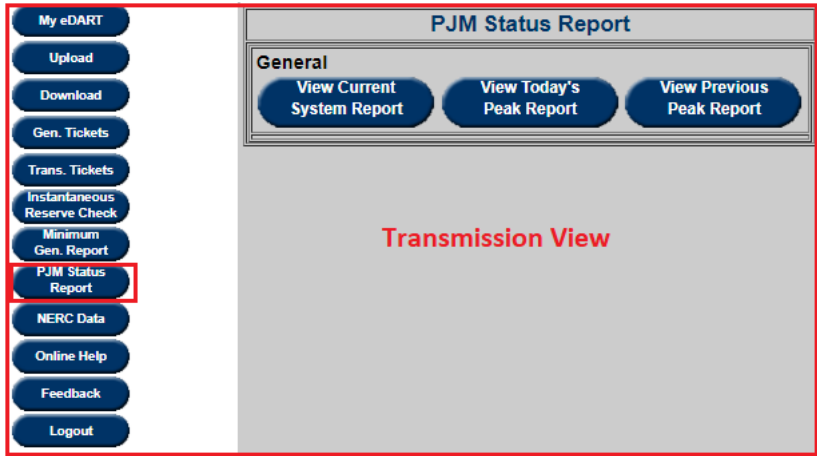 My eDART
Upload
Download
Gen. Tickets
Trans. Tickets
Instantaneous
Reserve Check
Minimum
Gen. Report
PJM Status
Report
NERC Data
Online Help
Feedback
Logout
PJM Status Report
General
View Current
System Report
View Today's
Peak Report
View Previous
Peak Report
Transmission View